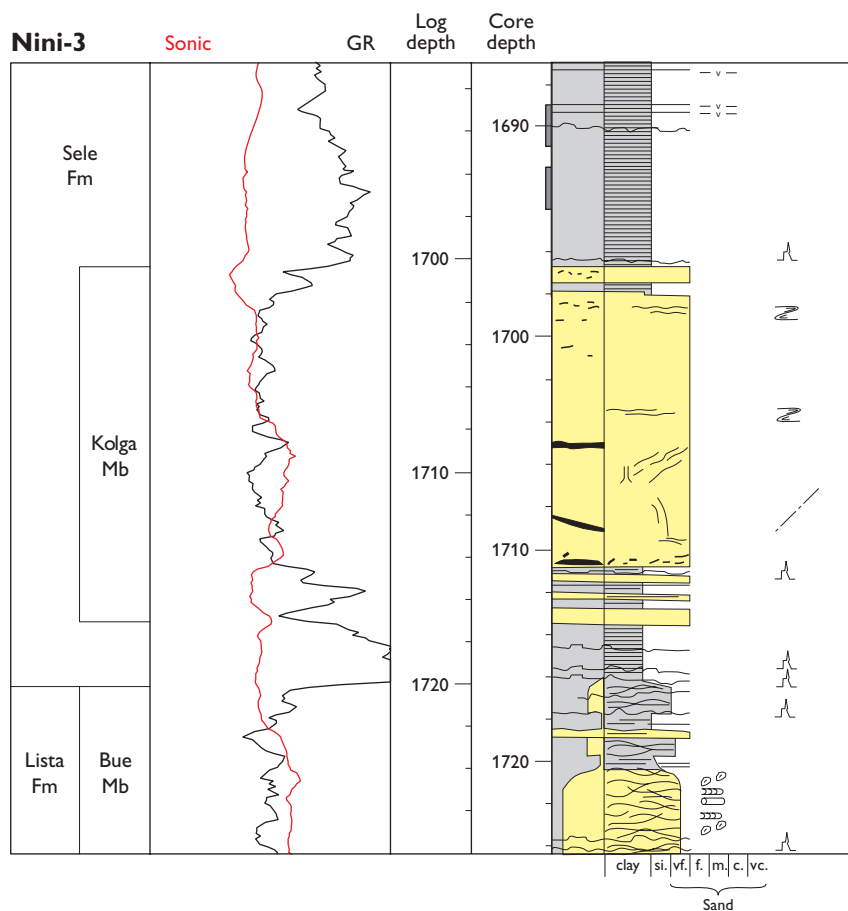 Nini-3
Sonic
GR
Log
depth
Core
depth
Sele
Fm
Kolga
Mb
Lista
Fm
Bue
Mb
1700
1710
1720
1690
1700
1710
1720
v
v
v
clay
si.
vf.
f.
m.
c.
vc.
Sand